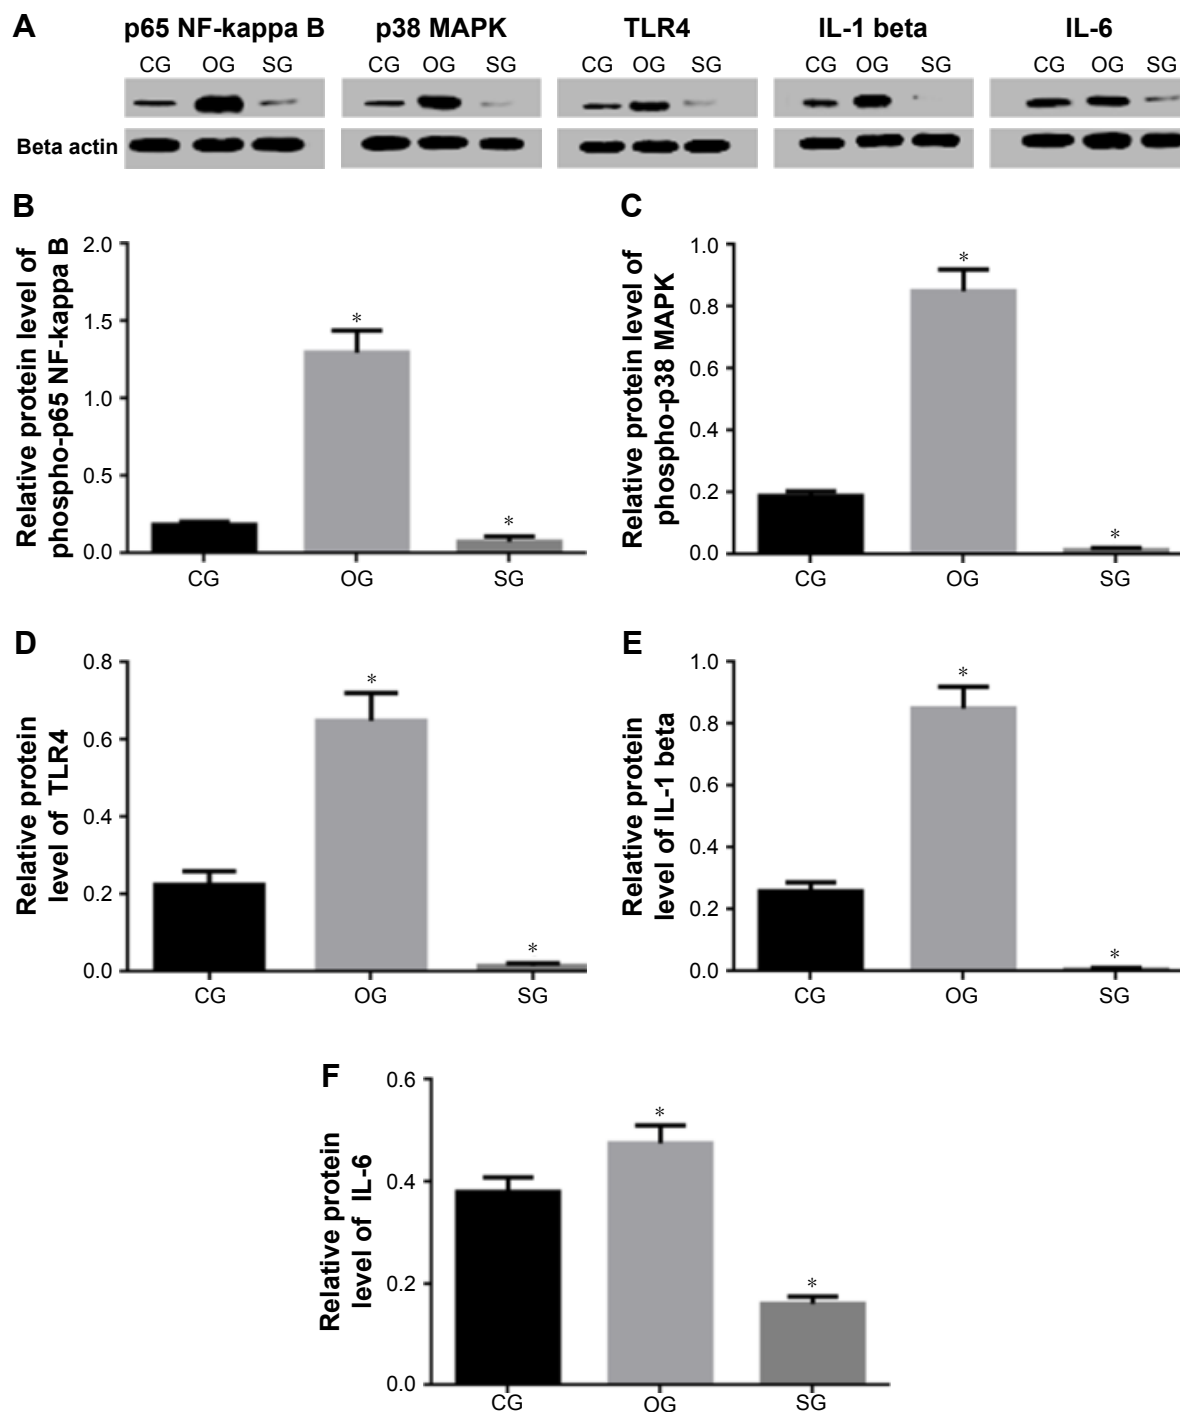 A
p65 NF-kappa B p38 MAPK TLR4 IL-1 beta IL-6
CG OG SG CG OG SG CG OG SG CG OG SG CG OG SG
Beta actin
B
Relative protein level of
phospho-p65 NF-kappa B
2.0
1.5
1.0
0.5
0.0
*
*
CG OG SG
C
Relative protein level of
phospho-p38 MAPK
1.0
0.8
0.6
0.4
0.2
0.0
*
*
CG OG SG
D
Relative protein
level of TLR4
0.8
0.6
0.4
0.2
0.0
*
*
CG OG SG
E
Relative protein
level of IL-1 beta
1.0
0.8
0.6
0.4
0.2
0.0
*
*
CG OG SG
F
Relative protein
level of IL-6
0.6
0.4
0.2
0.0
*
*
CG OG SG